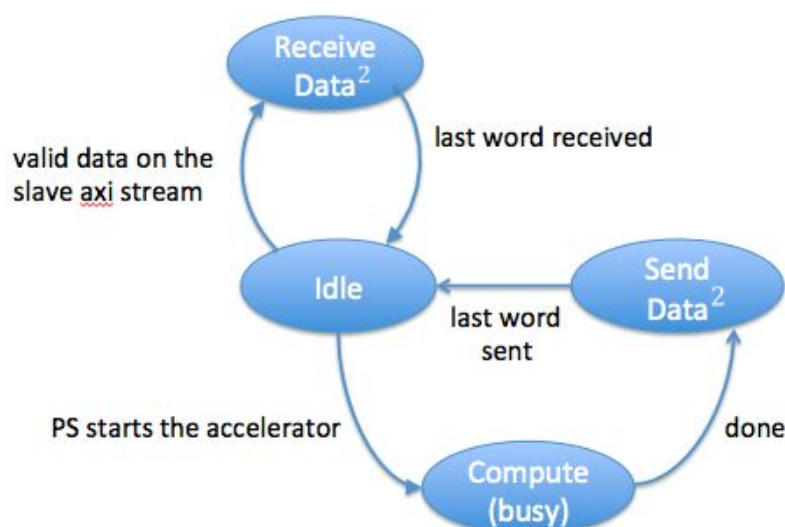 Receive
Data²
valid data on the
slave axi stream
last word received
Idle
Send
Data²
last word
sent
PS starts the accelerator
done
Compute
(busy)